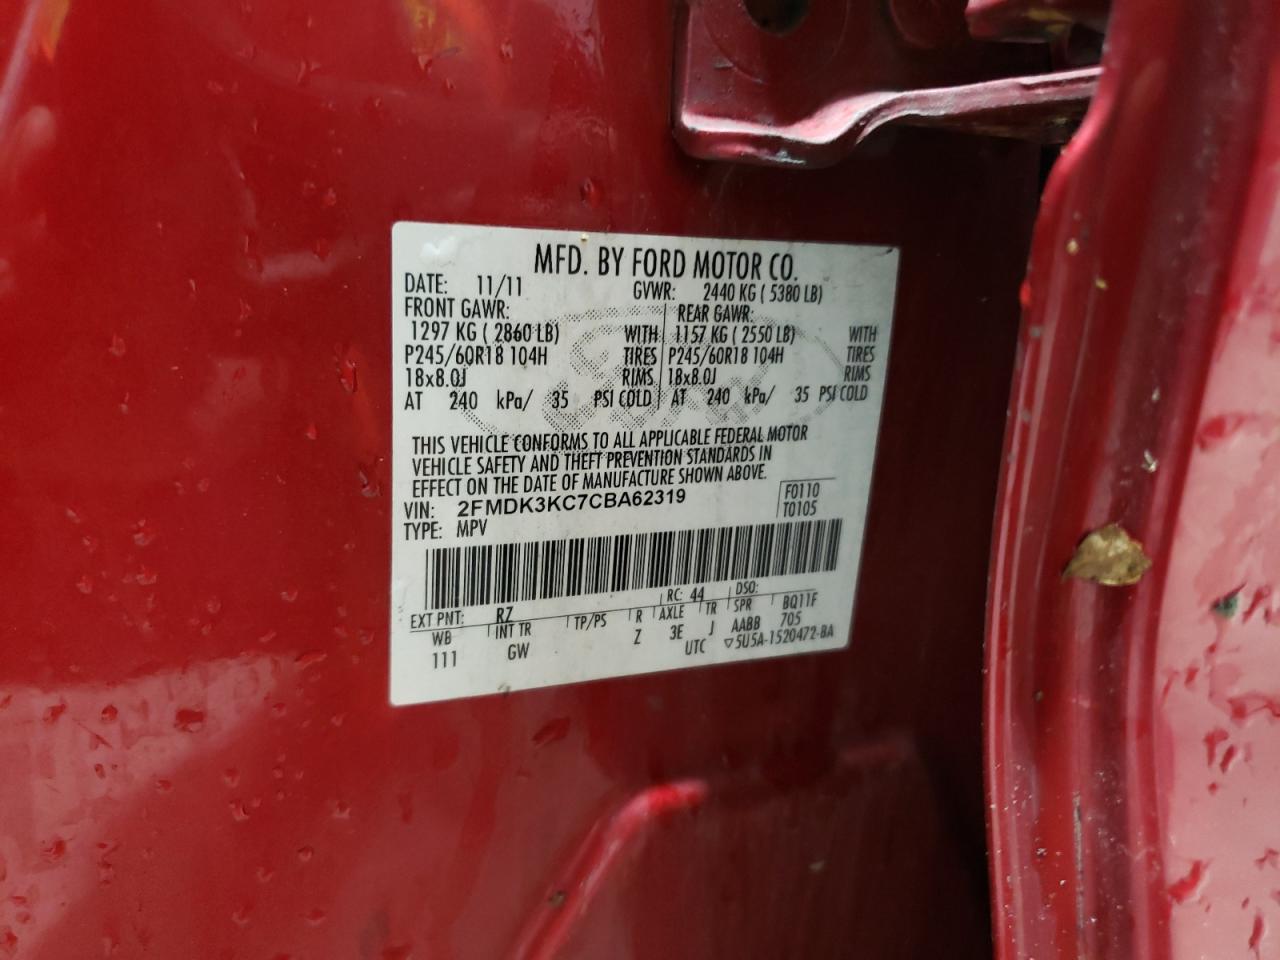 MFD. BY FORD MOTOR CO.
DATE: 11/11 GVWR: 2440 KG ( 5380 LB)
FRONT GAWR: REAR GAWR:
1297 KG ( 2860 LB) WITH 1157 KG ( 2550 LB) WITH
P245/60R18 104H TIRES P245/60R18 104H TIRES
18x8.0J RIMS 18x8.0J RIMS
AT 240 kPa/ 35 PSI COLD AT 240 kPa/ 35 PSI COLD
THIS VEHICLE CONFORMS TO ALL APPLICABLE FEDERAL MOTOR
VEHICLE SAFETY AND THEFT PREVENTION STANDARDS IN
EFFECT ON THE DATE OF MANUFACTURE SHOWN ABOVE.
VIN: 2FMDK3KC7CBA62319 F0110
TYPE: MPV T0105
EXT PNT: RZ RC: 44 DSO:
WB INT TR TP/PS R AXLE TR SPR BQ11F
111 GW Z 3E J AABB 705
UTC ▽5U5A-1520472-BA